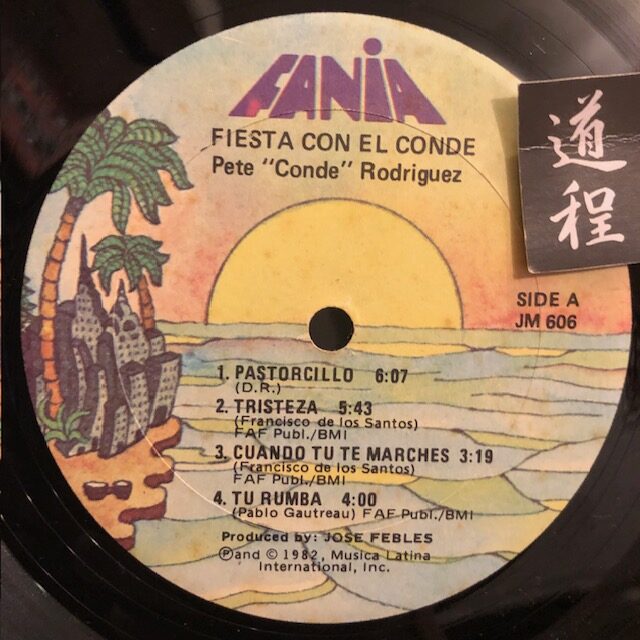 FANIA
FIESTA CON EL CONDE
Pete "Conde" Rodriguez
道程
SIDE A
JM 606
1. PASTORCILLO 6:07
(D.R.)
2. TRISTEZA 5:43
(Francisco de los Santos)
FAF Publ./BMI
3. CUANDO TU TE MARCHES 3:19
(Francisco de los Santos)
FAF Publ./BMI
4. TU RUMBA 4:00
(Pablo Gautreau) FAF Publ./BMI
Produced by: JOSE FEBLES
Ⓟand © 1982, Musica Latina
International, Inc.